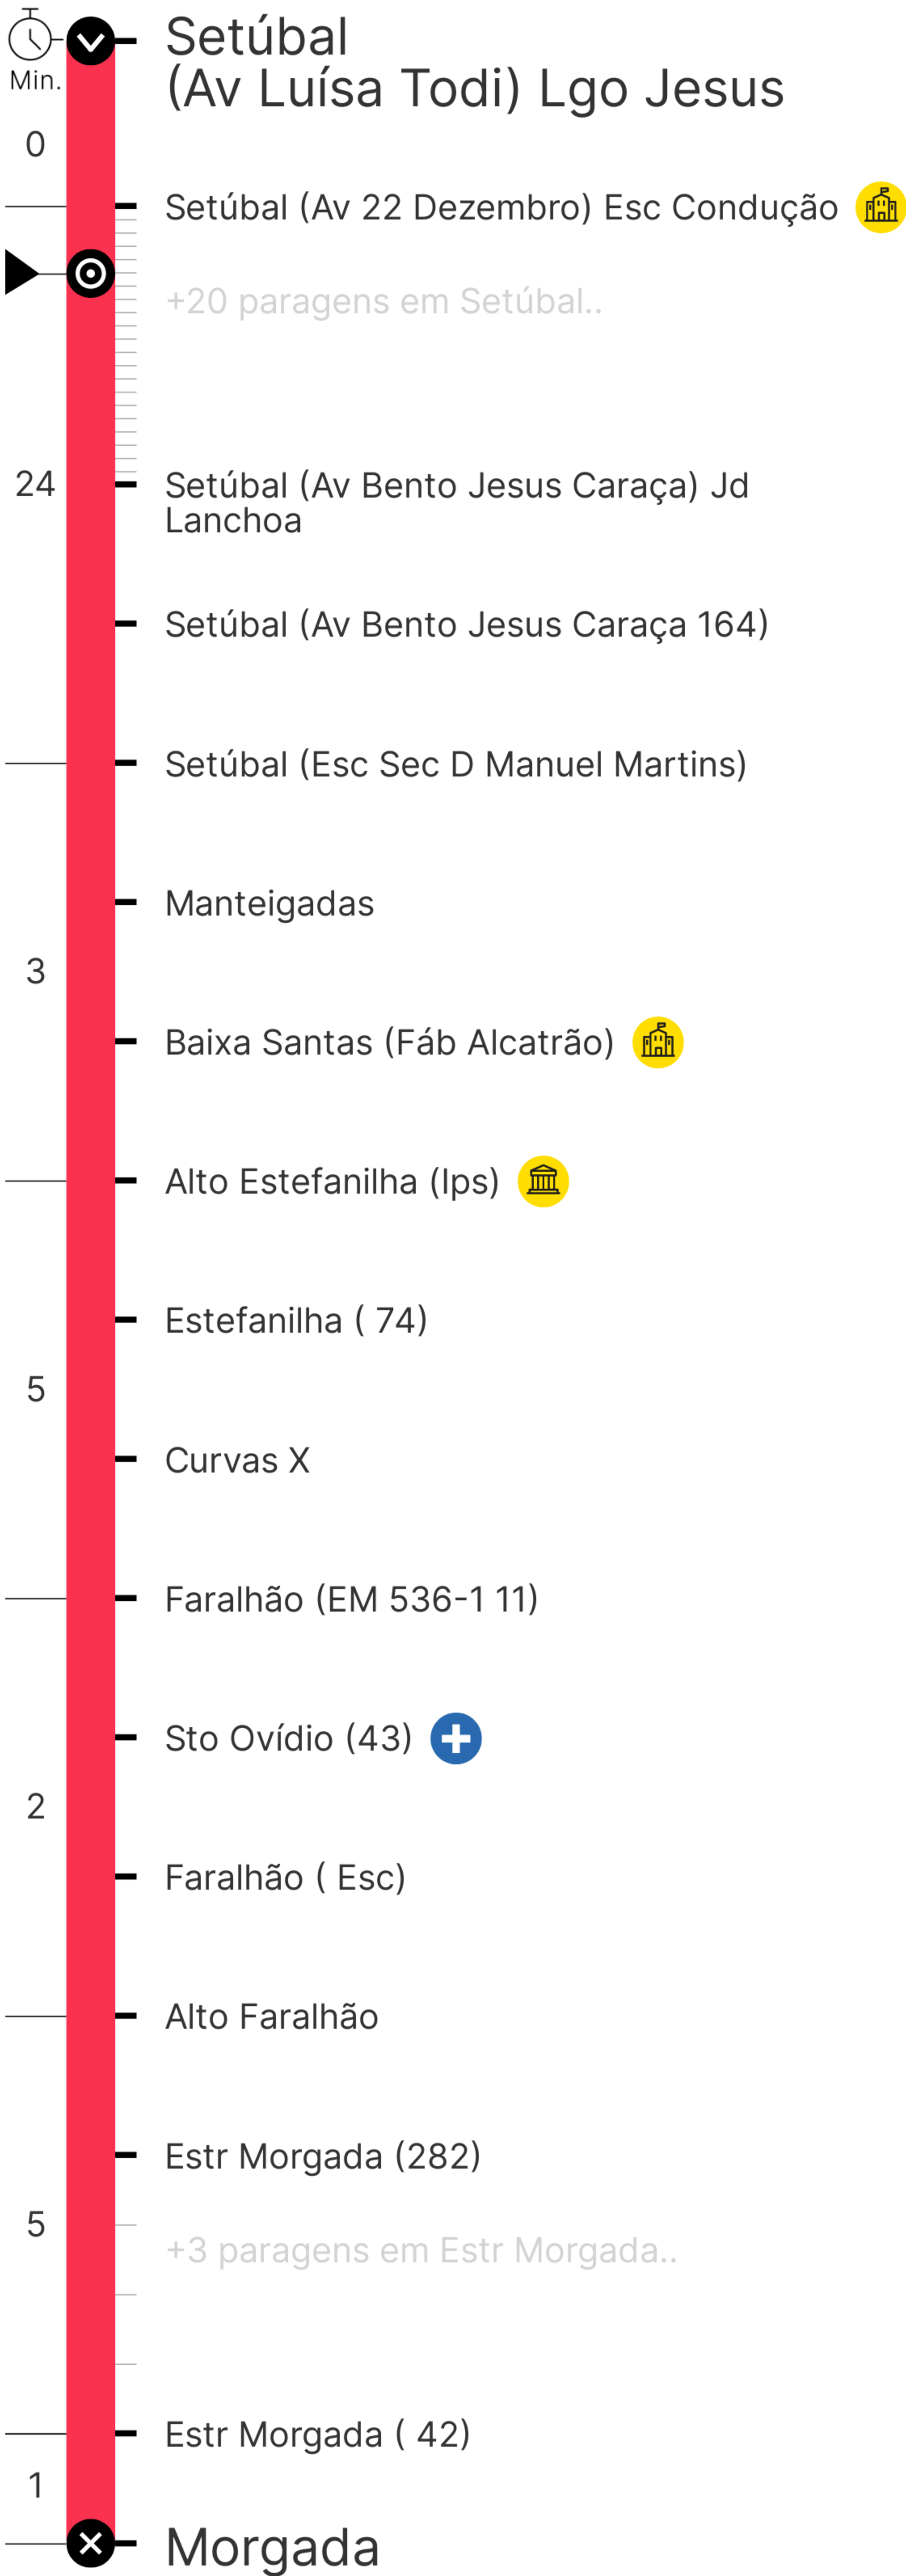 Setúbal
(Av Luísa Todi) Lgo Jesus
Min.
0
Setúbal (Av 22 Dezembro) Esc Condução
+20 paragens em Setúbal..
24
Setúbal (Av Bento Jesus Caraça) Jd
Lanchoa
Setúbal (Av Bento Jesus Caraça 164)
Setúbal (Esc Sec D Manuel Martins)
Manteigadas
3
Baixa Santas (Fáb Alcatrão)
Alto Estefanilha (Ips)
Estefanilha ( 74)
5
Curvas X
Faralhão (EM 536-1 11)
Sto Ovídio (43)
2
Faralhão ( Esc)
Alto Faralhão
Estr Morgada (282)
5
+3 paragens em Estr Morgada..
Estr Morgada ( 42)
1
Morgada